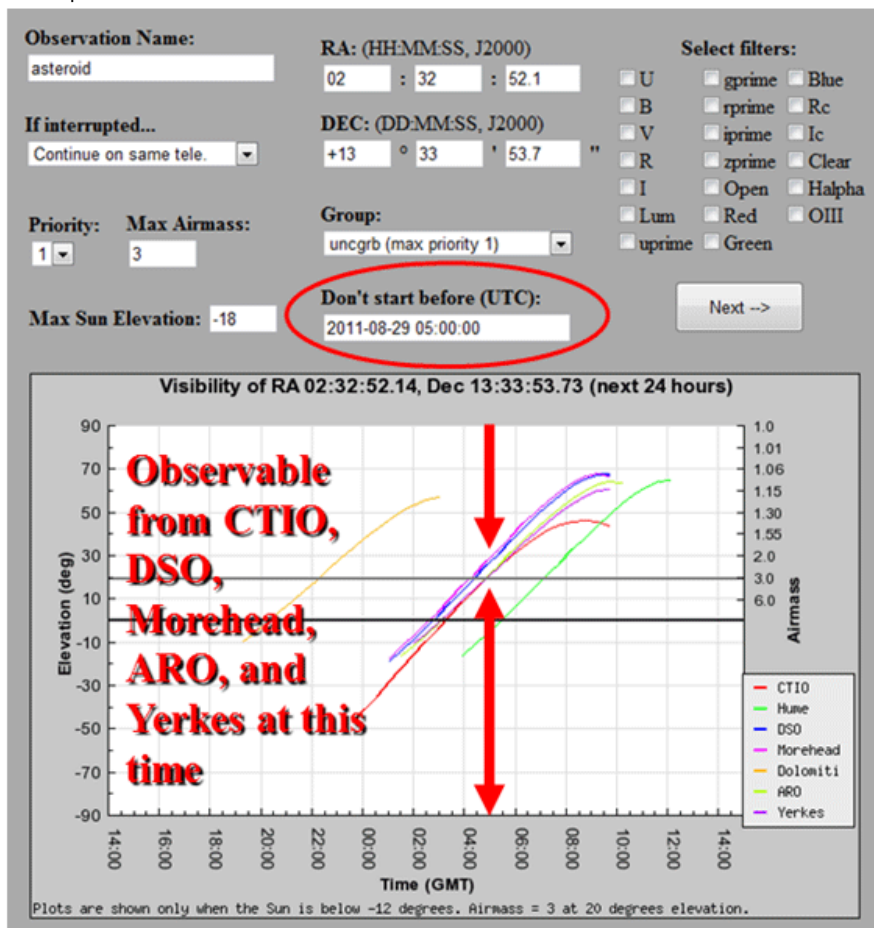 Observation Name:
asteroid
If interrupted...
Continue on same tele.
Priority:
1
Max Airmass:
3
Max Sun Elevation: -18
RA: (HH:MM:SS, J2000)
02 : 32 : 52.1
DEC: (DD:MM:SS, J2000)
+13 ° 33 ' 53.7 "
Group:
uncgrb (max priority 1)
Don't start before (UTC):
2011-08-29 05:00:00
Select filters:
U gprime Blue
B rprime Rc
V iprime Ic
R zprime Clear
I Open Halpha
Lum Red OIII
uprime Green
Next -->
Visibility of RA 02:32:52.14, Dec 13:33:53.73 (next 24 hours)
Elevation (deg)
90
70
50
30
10
-10
-30
-50
-70
-90
Observable
from CTIO,
DSO,
Morehead,
ARO, and
Yerkes at this
time
1.0
1.01
1.06
1.15
1.30
1.55
2.0
3.0
6.0
Airmass
CTIO
Hume
DSO
Morehead
Dolomiti
ARO
Yerkes
14:00 16:00 18:00 20:00 22:00 00:00 02:00 04:00 06:00 08:00 10:00 12:00 14:00
Time (GMT)
Plots are shown only when the Sun is below -12 degrees. Airmass = 3 at 20 degrees elevation.